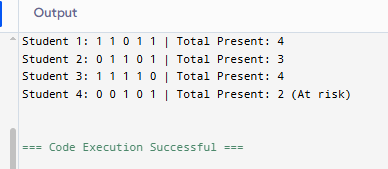 Output
Student 1: 1 1 0 1 1 | Total Present: 4
Student 2: 0 1 1 0 1 | Total Present: 3
Student 3: 1 1 1 1 0 | Total Present: 4
Student 4: 0 0 1 0 1 | Total Present: 2 (At risk)
=== Code Execution Successful ===